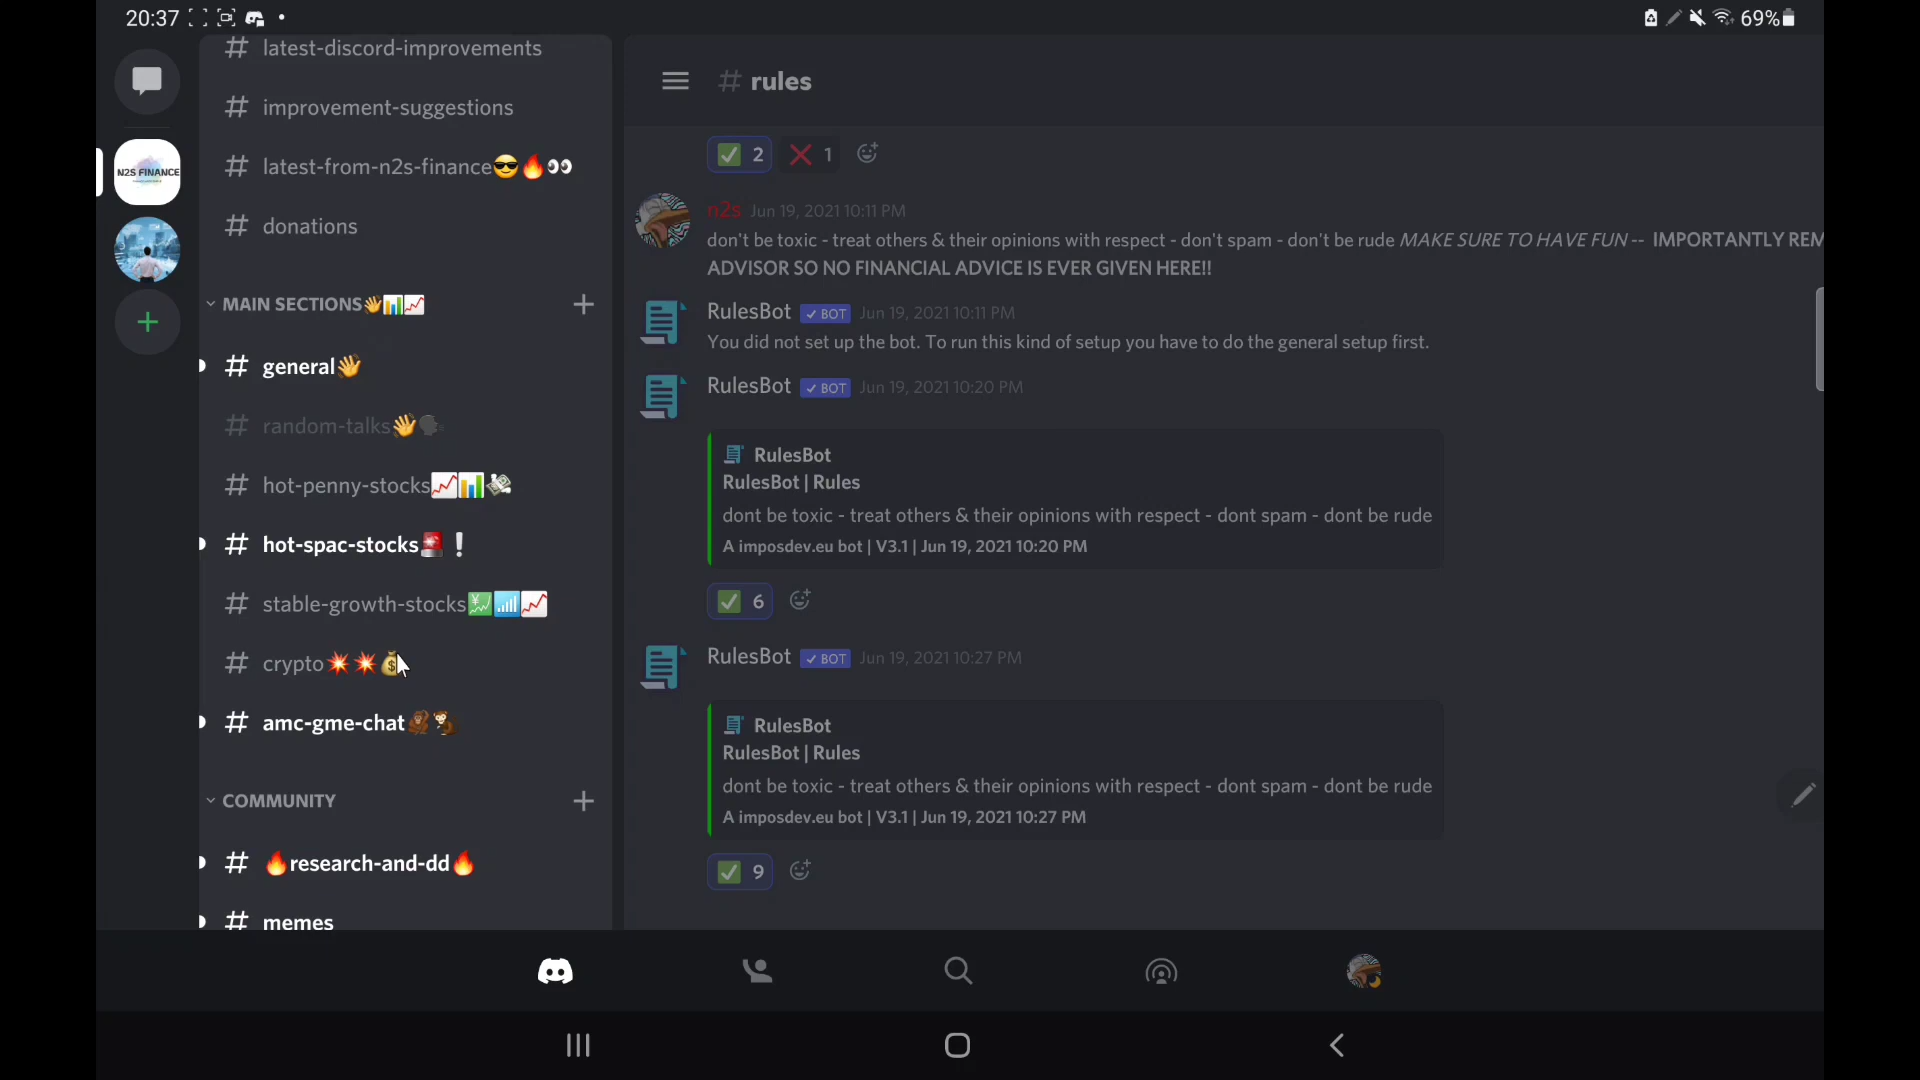 20:37
69%
# latest-discord-improvements
# improvement-suggestions
# latest-from-n2s-finance😎🔥👀
# donations
N2S FINANCE
MAIN SECTIONS👋📊📈
# general👋
# random-talks👋🗣
# hot-penny-stocks📈📊💸
# hot-spac-stocks🚨❕
# stable-growth-stocks💹📶📈
# crypto💥💥💰
# amc-gme-chat🦧🐒
COMMUNITY
# 🔥research-and-dd🔥
# memes
# rules
✅ 2 ❌ 1
n2s Jun 19, 2021 10:11 PM
don't be toxic - treat others & their opinions with respect - don't spam - don't be rude MAKE SURE TO HAVE FUN -- IMPORTANTLY REM
ADVISOR SO NO FINANCIAL ADVICE IS EVER GIVEN HERE!!
RulesBot ✓ BOT Jun 19, 2021 10:11 PM
You did not set up the bot. To run this kind of setup you have to do the general setup first.
RulesBot ✓ BOT Jun 19, 2021 10:20 PM
RulesBot
RulesBot | Rules
dont be toxic - treat others & their opinions with respect - dont spam - dont be rude
A imposdev.eu bot | V3.1 | Jun 19, 2021 10:20 PM
✅ 6
RulesBot ✓ BOT Jun 19, 2021 10:27 PM
RulesBot
RulesBot | Rules
dont be toxic - treat others & their opinions with respect - dont spam - dont be rude
A imposdev.eu bot | V3.1 | Jun 19, 2021 10:27 PM
✅ 9